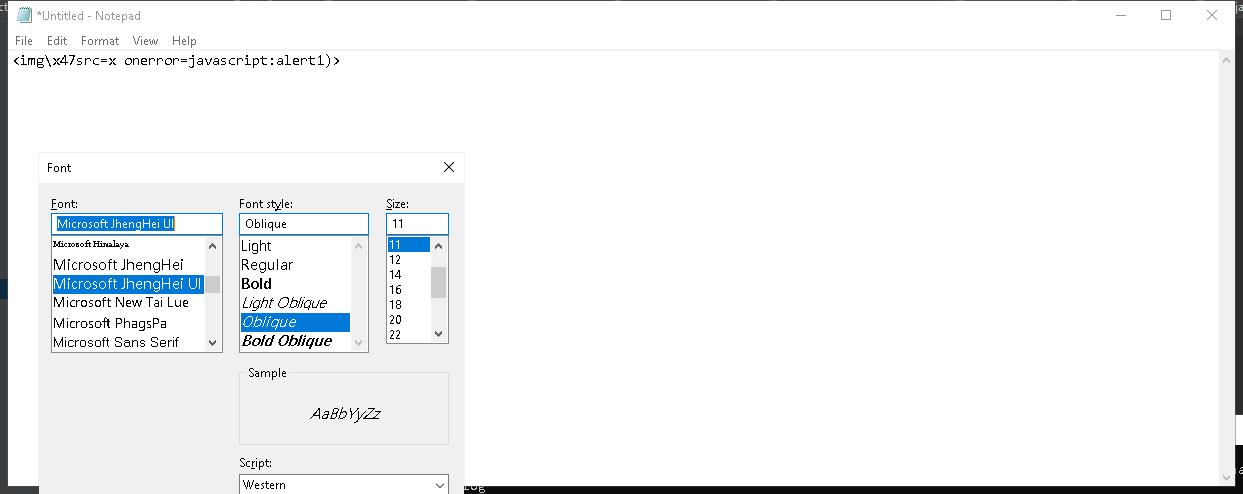 *Untitled - Notepad
File Edit Format View Help
<img\x47src=x onerror=javascript:alert1)>
Font
Font: Font style: Size:
Microsoft JhengHei UI Oblique 11
Microsoft Himalaya Light 11
Microsoft JhengHei Regular 12
Microsoft JhengHei UI Bold 14
Microsoft New Tai Lue Light Oblique 16
Microsoft PhagsPa Oblique 18
Microsoft Sans Serif Bold Oblique 20
22
Sample
AaBbYyZz
Script:
Western